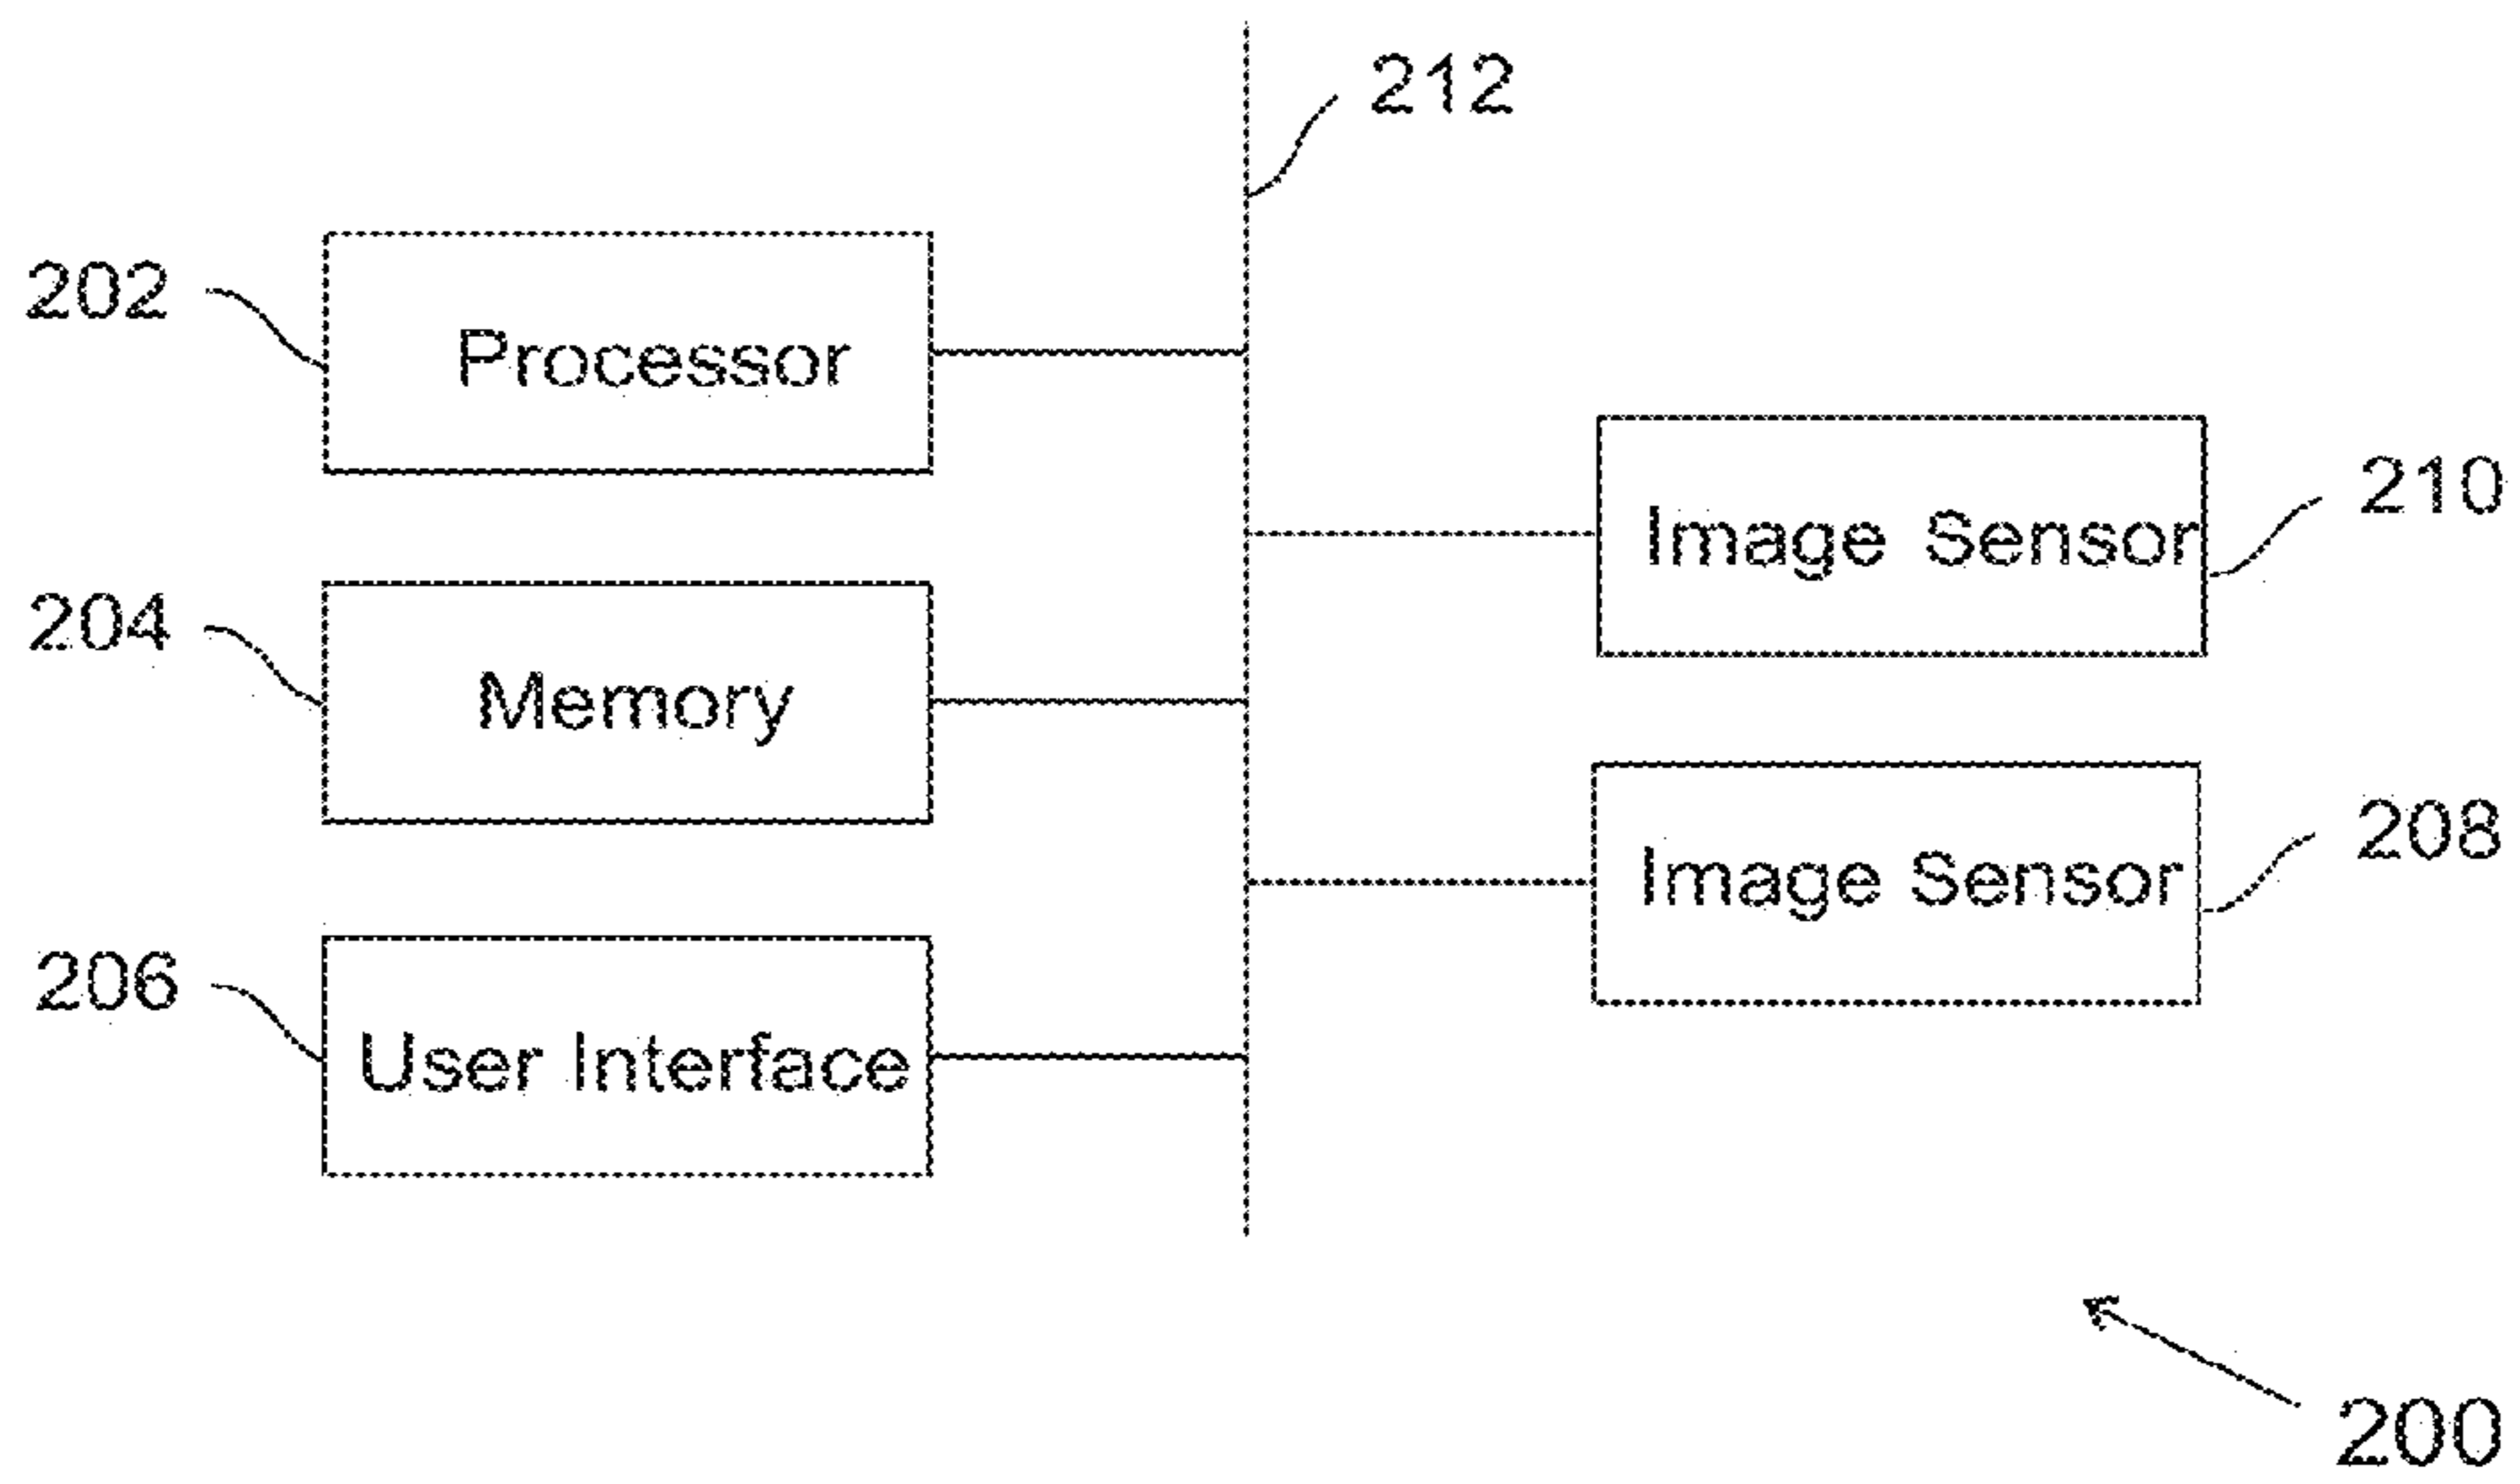 212
202
Processor
210
Image Sensor
204
Memory
208
Image Sensor
206
User Interface
200